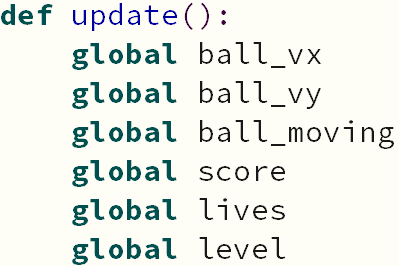 def update():
    global ball_vx
    global ball_vy
    global ball_moving
    global score
    global lives
    global level